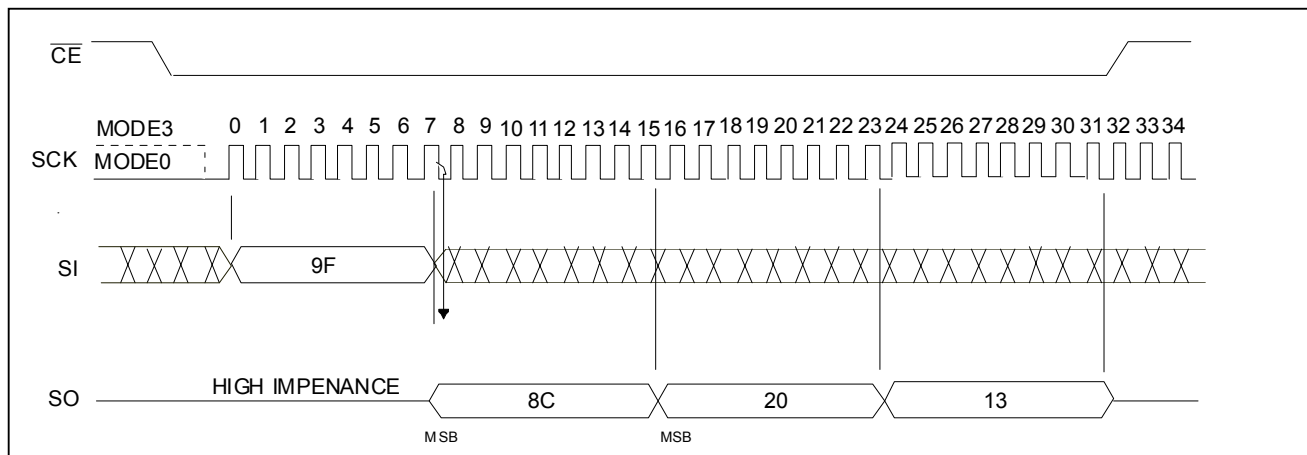 CE
MODE3
0 1 2 3 4 5 6 7 8 9 10 11 12 13 14 15 16 17 18 19 20 21 22 23 24 25 26 27 28 29 30 31 32 33 34
SCK
MODE0
SI
9F
HIGH IMPENANCE
SO
8C
20
13
MSB
MSB